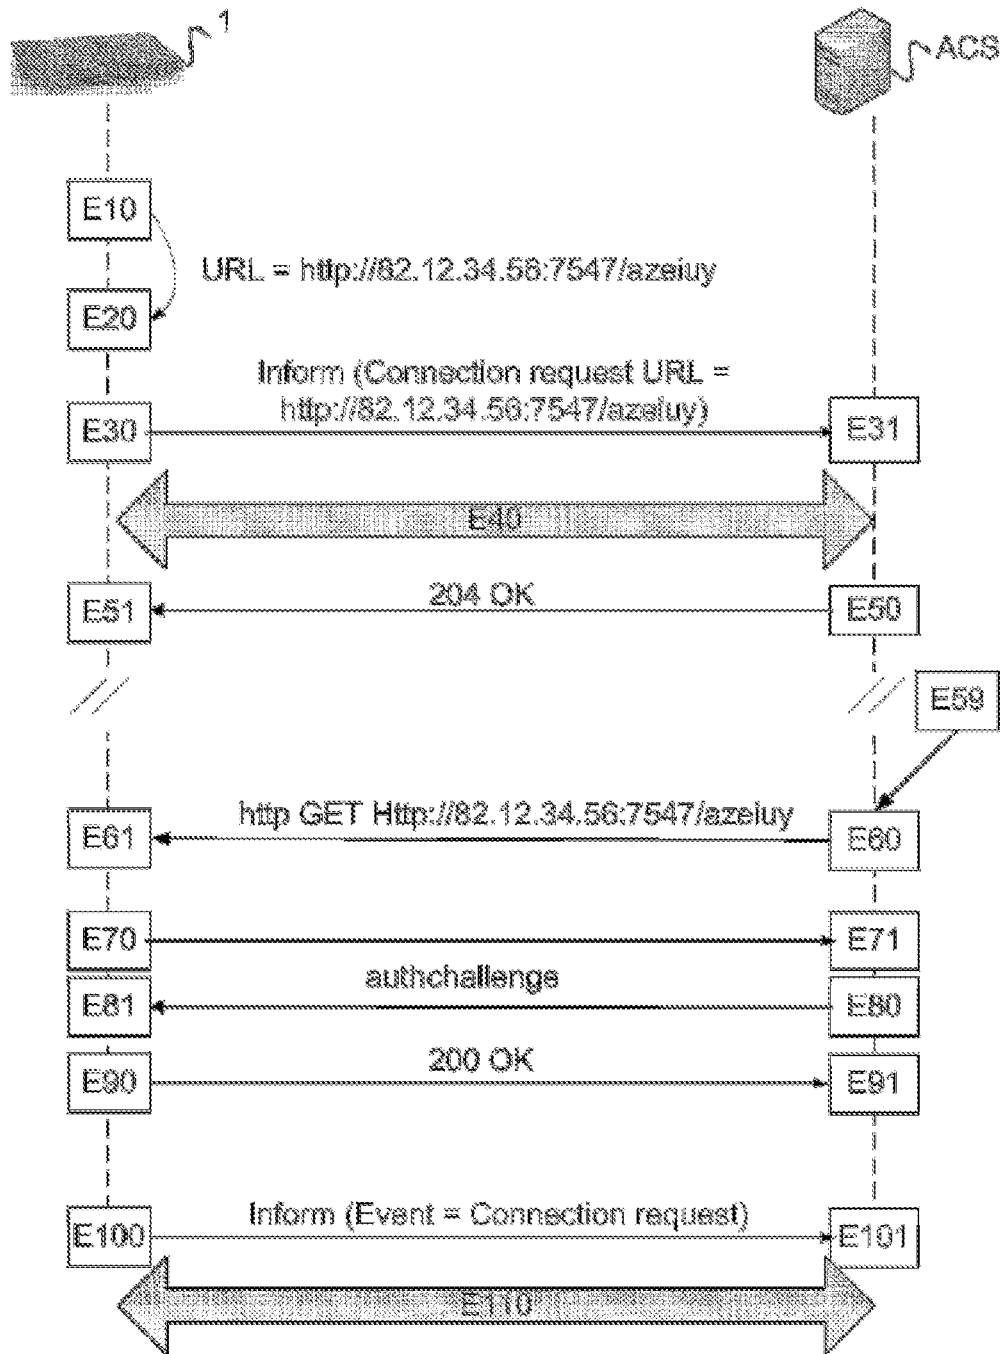 1
ACS
E10
URL = http://82.12.34.56:7547/azeiuy
E20
Inform (Connection request URL =
http://82.12.34.56:7547/azeiuy)
E30
E31
E40
204 OK
E51
E50
E59
http GET Http://82.12.34.56:7547/azeiuy
E61
E60
E70
E71
authchallenge
E81
E80
200 OK
E90
E91
Inform (Event = Connection request)
E100
E101
E110